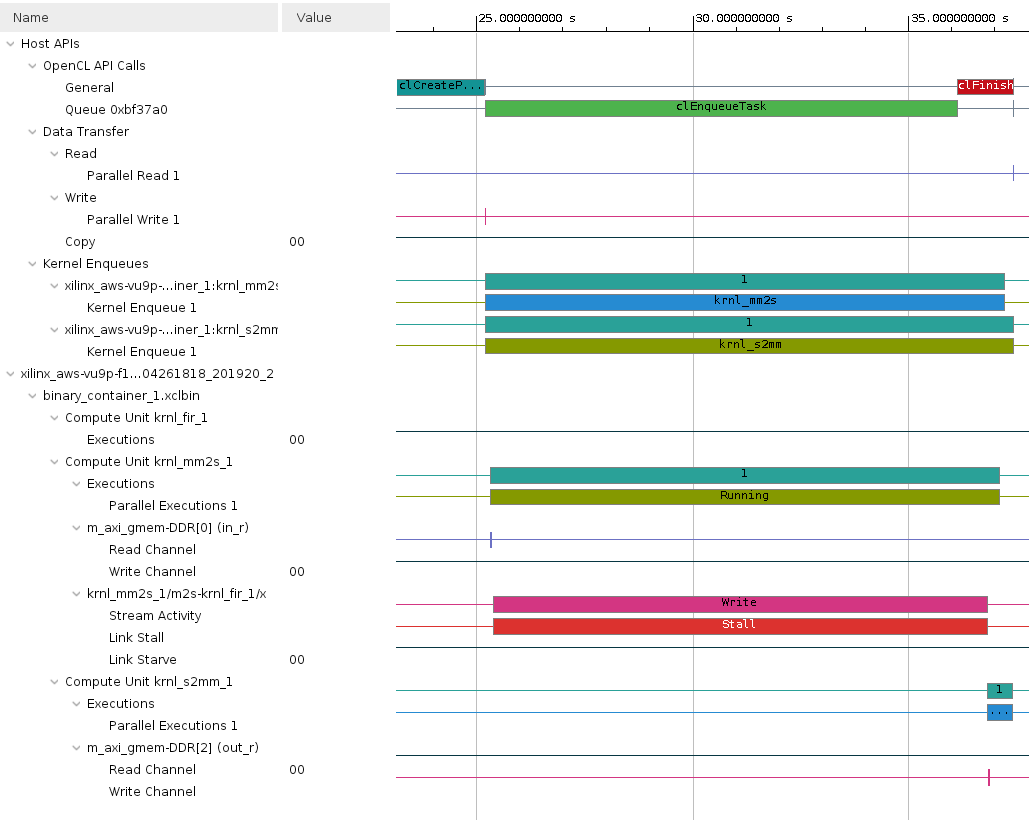 Name Value 25.000000000 s 30.000000000 s 35.000000000 s
Host APIs
OpenCL API Calls
General clCreateP... clFinish
Queue 0xbf37a0 clEnqueueTask
Data Transfer
Read
Parallel Read 1
Write
Parallel Write 1
Copy 00
Kernel Enqueues
xilinx_aws-vu9p-...iner_1:krnl_mm2s 1
Kernel Enqueue 1 krnl_mm2s
xilinx_aws-vu9p-...iner_1:krnl_s2mm 1
Kernel Enqueue 1 krnl_s2mm
xilinx_aws-vu9p-f1...04261818_201920_2
binary_container_1.xclbin
Compute Unit krnl_fir_1
Executions 00
Compute Unit krnl_mm2s_1
Executions 1
Parallel Executions 1 Running
m_axi_gmem-DDR[0] (in_r)
Read Channel
Write Channel 00
krnl_mm2s_1/m2s-krnl_fir_1/x
Stream Activity Write
Link Stall Stall
Link Starve 00
Compute Unit krnl_s2mm_1
Executions 1
Parallel Executions 1 ...
m_axi_gmem-DDR[2] (out_r)
Read Channel 00
Write Channel